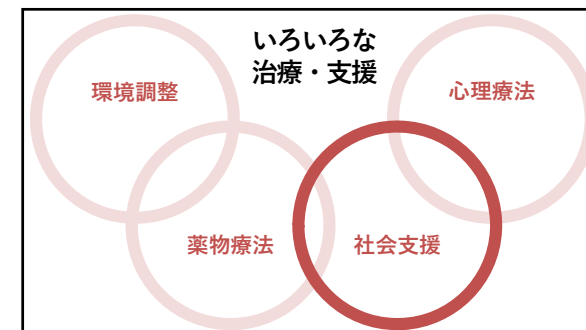 いろいろな
治療・支援
環境調整
心理療法
薬物療法
社会支援